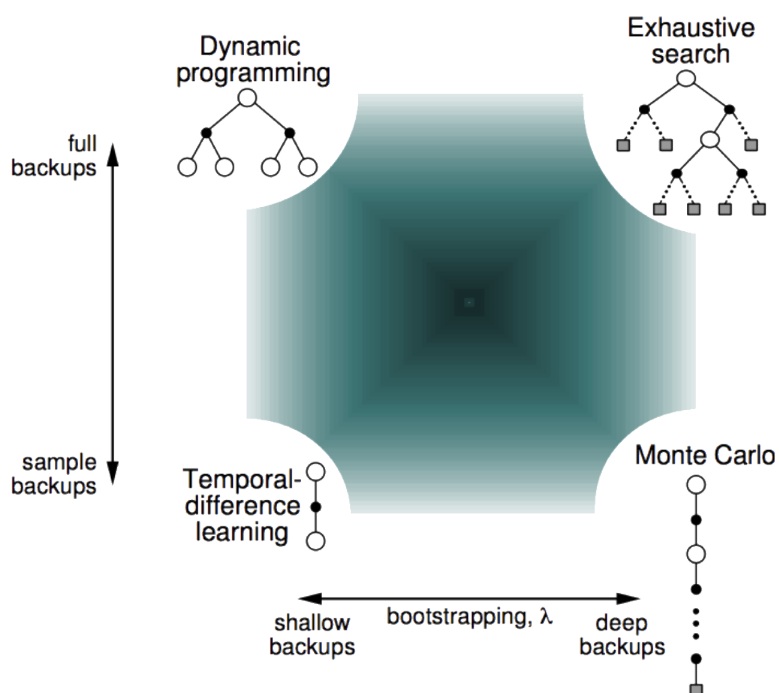 Dynamic
programming
Exhaustive
search
full
backups
sample
backups
Temporal-
difference
learning
Monte Carlo
shallow
backups
bootstrapping, λ
deep
backups